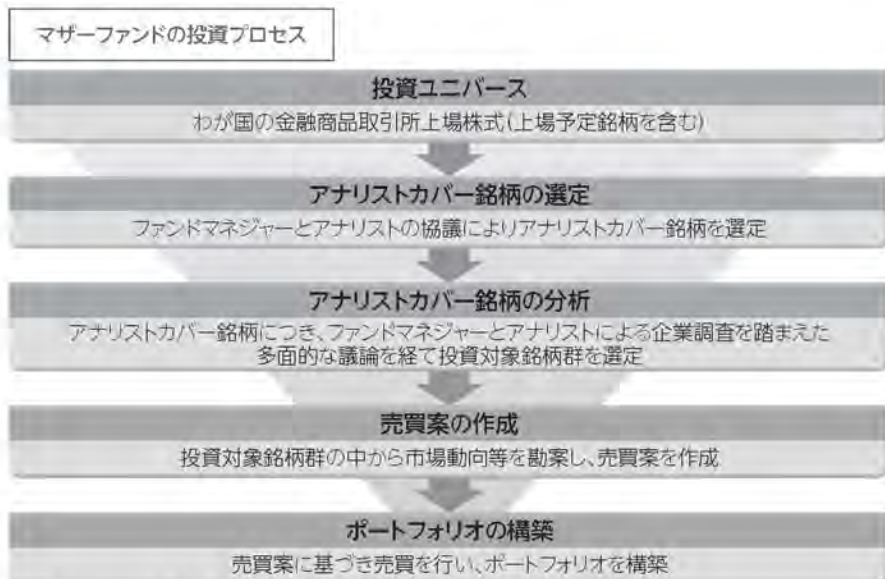 マザーファンドの投資プロセス
投資ユニバース
わが国の金融商品取引所上場株式(上場予定銘柄を含む)
アナリストカバー銘柄の選定
ファンドマネジャーとアナリストの協議によりアナリストカバー銘柄を選定
アナリストカバー銘柄の分析
アナリストカバー銘柄につき、ファンドマネジャーとアナリストによる企業調査を踏まえた
多面的な議論を経て投資対象銘柄群を選定
売買案の作成
投資対象銘柄群の中から市場動向等を勘案し、売買案を作成
ポートフォリオの構築
売買案に基づき売買を行い、ポートフォリオを構築